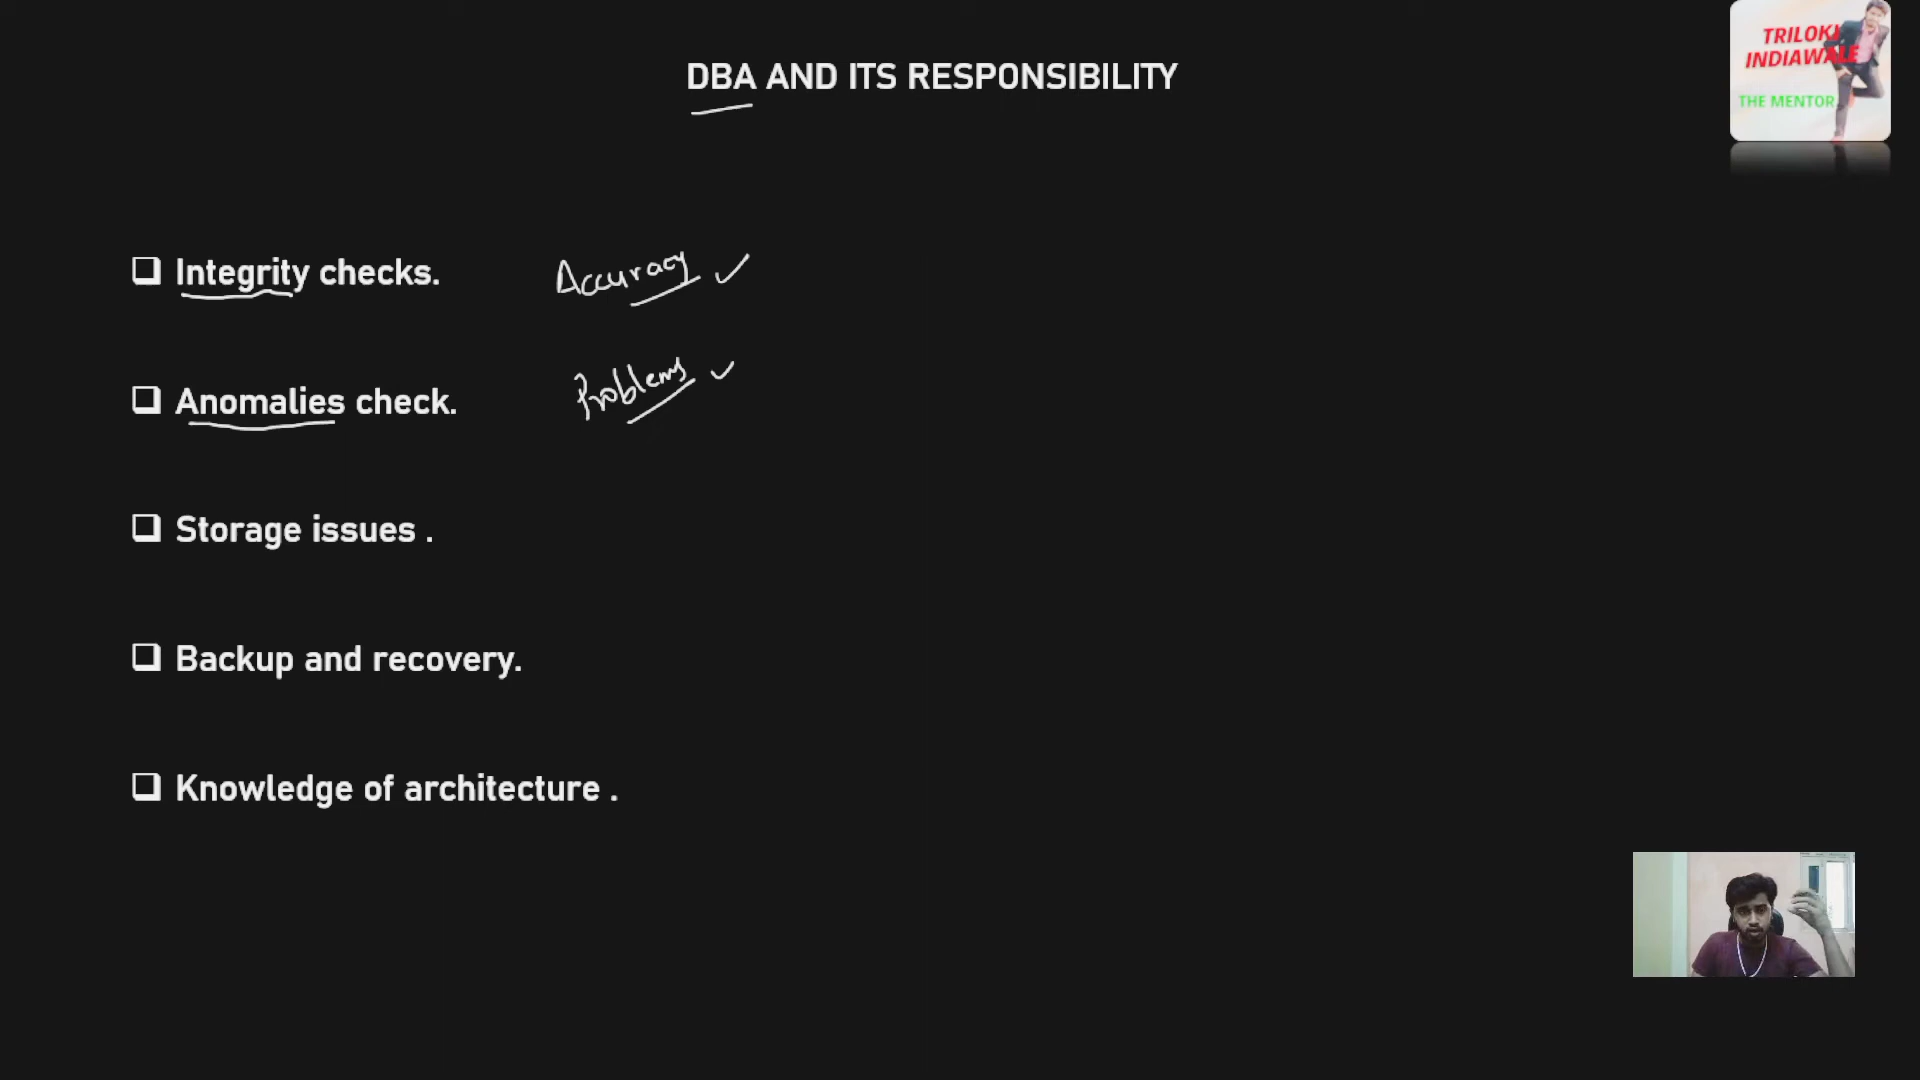 DBA AND ITS RESPONSIBILITY
TRILOKI
INDIAWALE
THE MENTOR
❑ Integrity checks. Accuracy ✓
❑ Anomalies check. Problems ✓
❑ Storage issues .
❑ Backup and recovery.
❑ Knowledge of architecture .